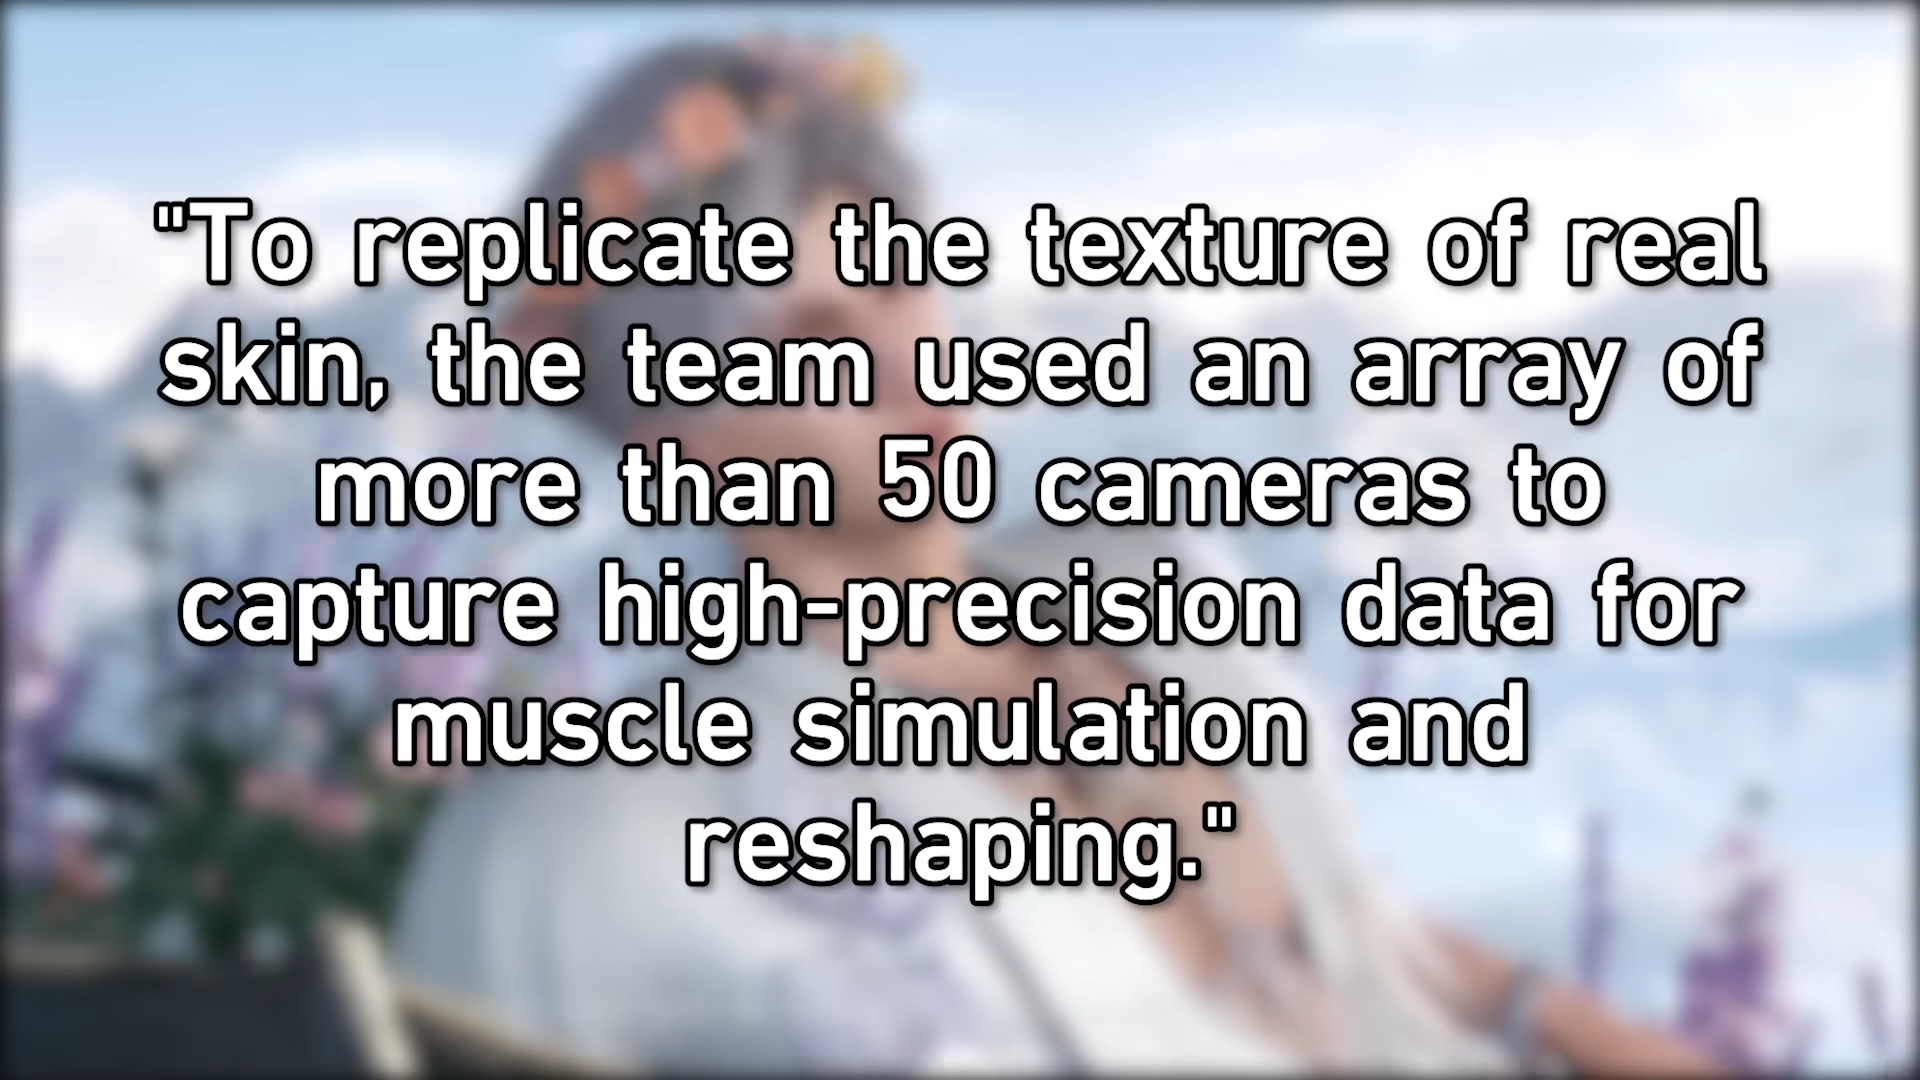 "To replicate the texture of real
skin, the team used an array of
more than 50 cameras to
capture high-precision data for
muscle simulation and
reshaping."